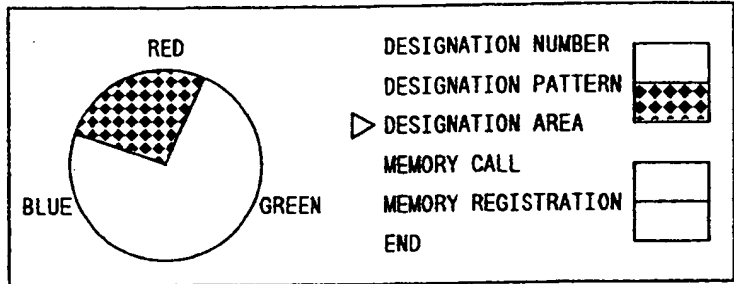 RED
BLUE
GREEN
DESIGNATION NUMBER
DESIGNATION PATTERN
DESIGNATION AREA
MEMORY CALL
MEMORY REGISTRATION
END